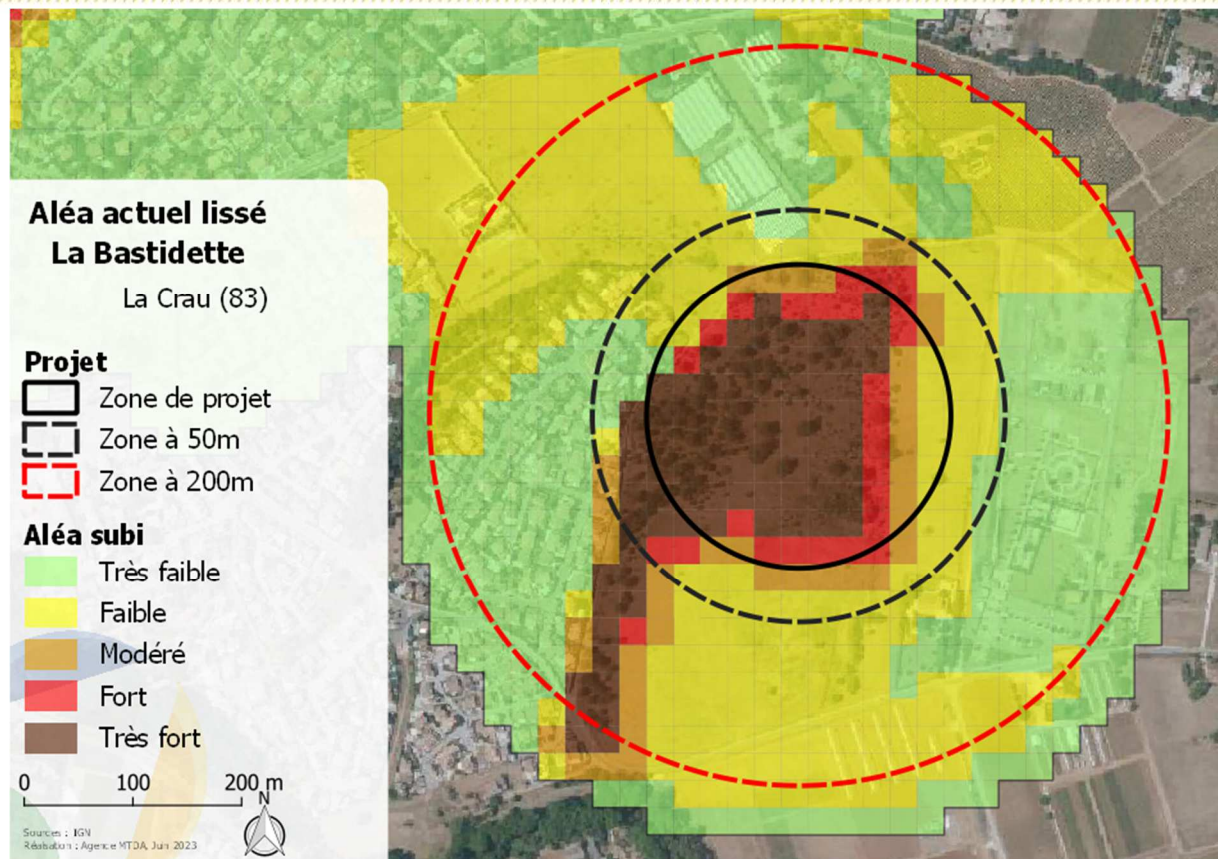 Aléa actuel lissé
La Bastidette
La Crau (83)
Projet
Zone de projet
Zone à 50m
Zone à 200m
Aléa subi
Très faible
Faible
Modéré
Fort
Très fort
0 100 200 m
N
Sources : IGN
Réalisation : Agence MTDA, Jun 2023